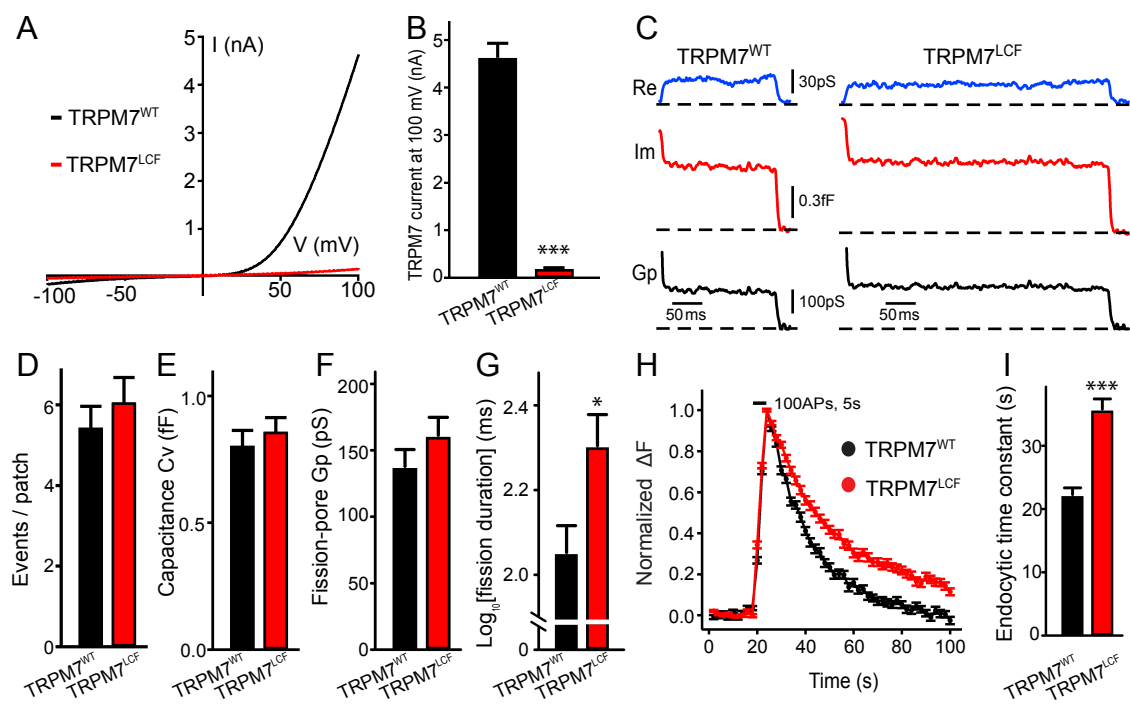 A
I (nA)
5
4
3
2
1
V (mV)
-100
-50
50
100
TRPM7WT
TRPM7LCF
B
TRPM7 current at 100 mV (nA)
5
4
3
2
1
0
***
TRPM7WT
TRPM7LCF
C
TRPM7WT
TRPM7LCF
Re
30pS
Im
0.3fF
Gp
100pS
50ms
50ms
D
Events / patch
6
4
2
0
TRPM7WT
TRPM7LCF
E
Capacitance Cv (fF)
1.0
0.5
0.0
TRPM7WT
TRPM7LCF
F
Fission-pore Gp (pS)
200
150
100
50
0
TRPM7WT
TRPM7LCF
G
Log10[fission duration] (ms)
2.4
2.2
2.0
0
*
TRPM7WT
TRPM7LCF
H
Normalized ΔF
1.0
0.8
0.6
0.4
0.2
0.0
100APs, 5s
TRPM7WT
TRPM7LCF
0
20
40
60
80
100
Time (s)
I
Endocytic time constant (s)
30
20
10
0
***
TRPM7WT
TRPM7LCF